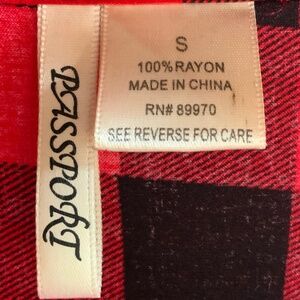 PASSPORT
S
100% RAYON
MADE IN CHINA
RN# 89970
SEE REVERSE FOR CARE